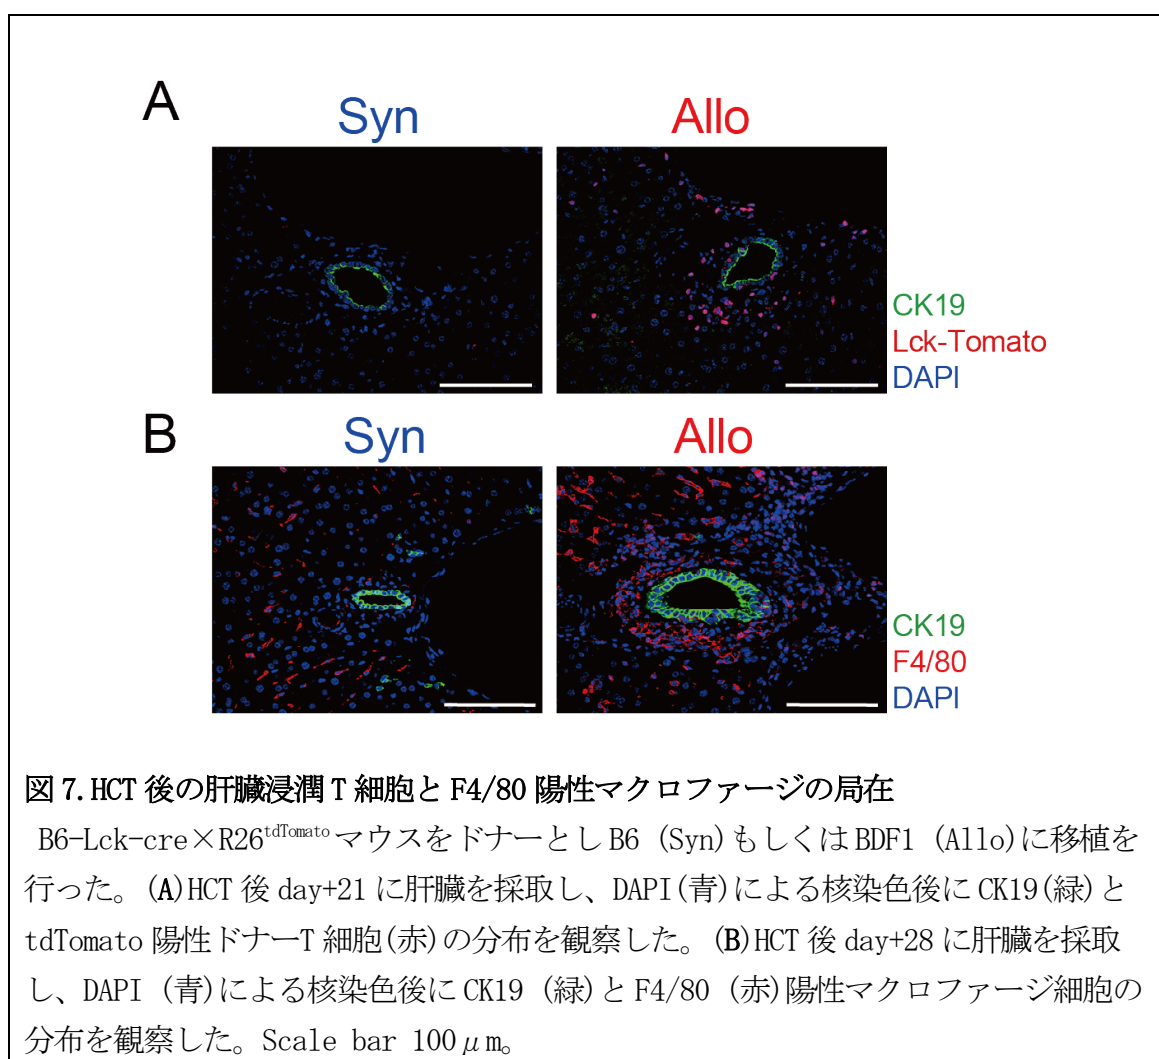 A
Syn Allo
CK19
Lck-Tomato
DAPI
B
Syn Allo
CK19
F4/80
DAPI
図7.HCT後の肝臓浸潤T細胞とF4/80陽性マクロファージの局在
B6-Lck-cre×R26tdTomatoマウスをドナーとしB6 (Syn)もしくはBDF1 (Allo)に移植を
行った。(A)HCT後day+21に肝臓を採取し、DAPI(青)による核染色後にCK19(緑)と
tdTomato陽性ドナーT細胞(赤)の分布を観察した。(B)HCT後day+28に肝臓を採取
し、DAPI (青)による核染色後にCK19 (緑)とF4/80 (赤)陽性マクロファージ細胞の
分布を観察した。Scale bar 100μm。